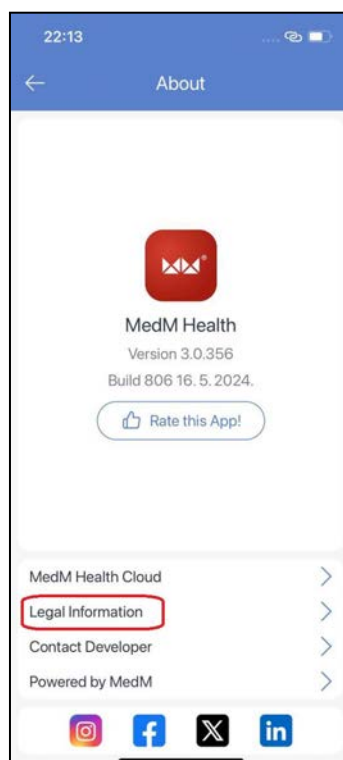 22:13
About
MedM Health
Version 3.0.356
Build 806 16. 5. 2024.
Rate this App!
MedM Health Cloud
Legal Information
Contact Developer
Powered by MedM